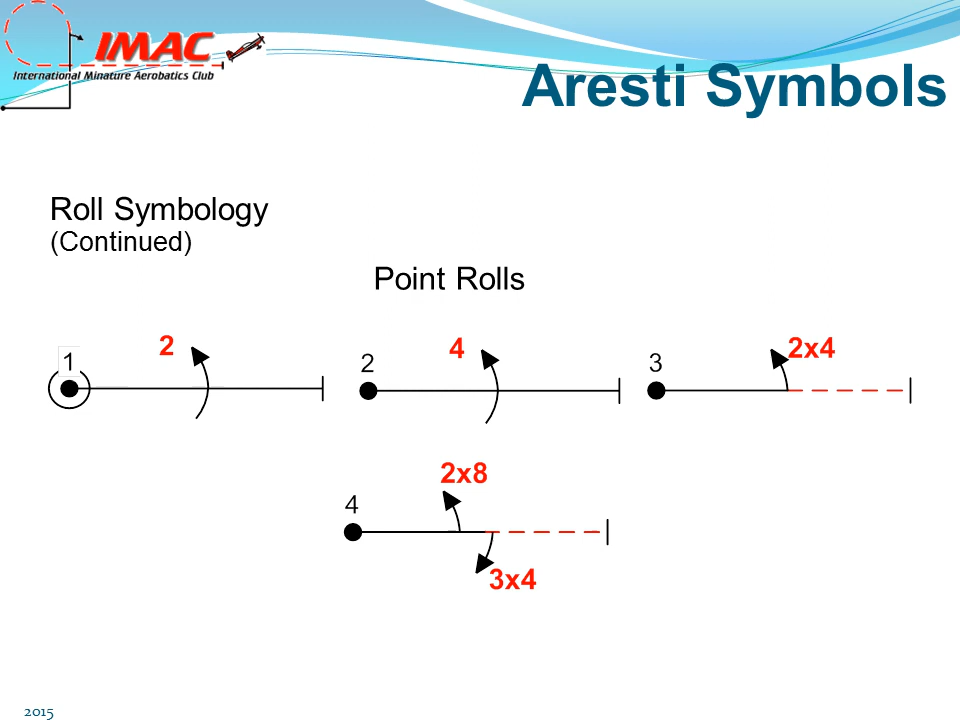 IMAC
International Minature Aerobatics Club
Aresti Symbols
Roll Symbology
(Continued)
Point Rolls
1
2
2
4
3
2x4
4
2x8
3x4
2015